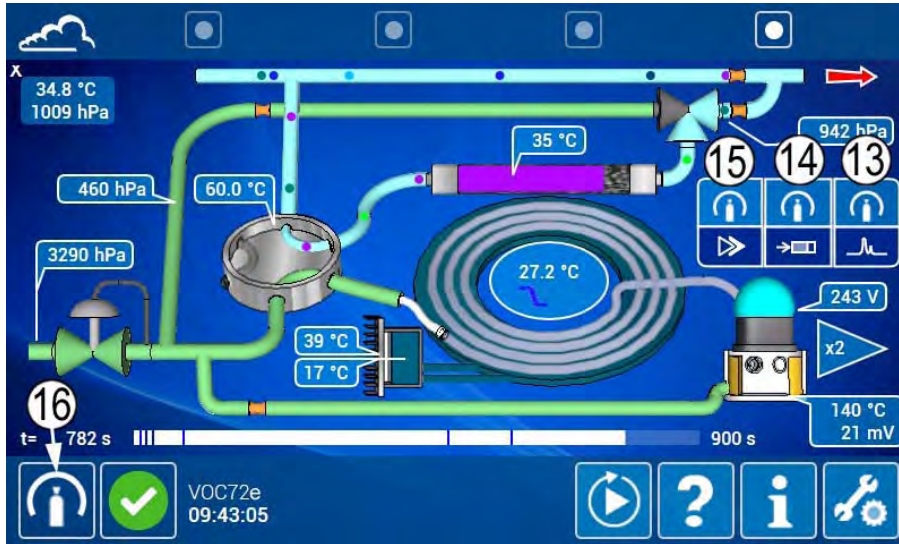 X
34.8 °C
1009 hPa
35 °C
942 hPa
15
14
13
460 hPa
60.0 °C
3290 hPa
27.2 °C
243 V
39 °C
17 °C
x2
16
140 °C
21 mV
t= 782 s
900 s
VOC72e
09:43:05
?
i